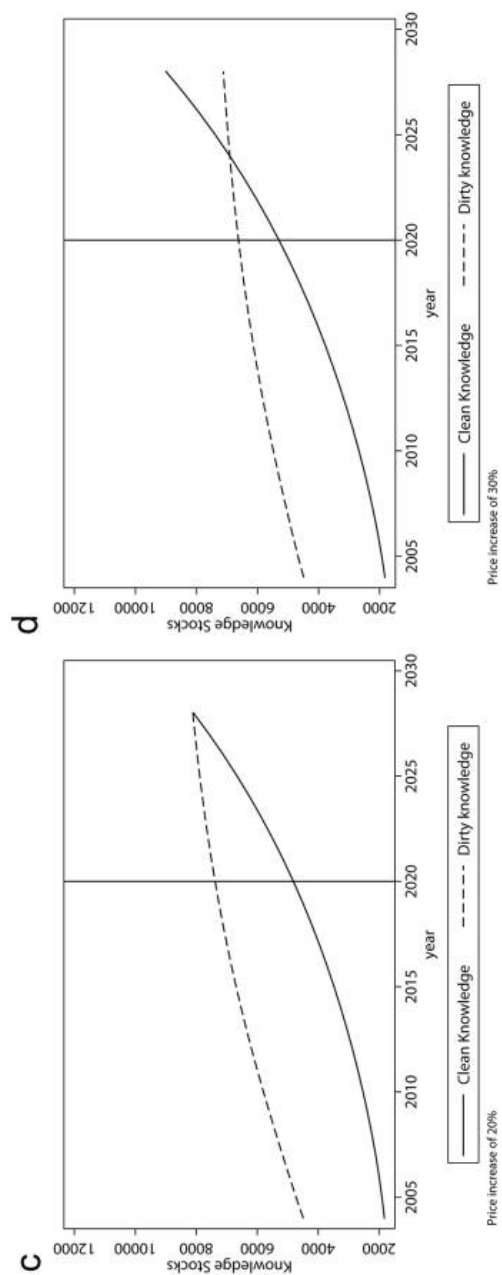 c
12000
10000
8000
6000
4000
2000
Knowledge Stocks
2005 2010 2015 2020 2025 2030
year
Clean Knowledge Dirty knowledge
Price increase of 20%
d
12000
10000
8000
6000
4000
2000
Knowledge Stocks
2005 2010 2015 2020 2025 2030
year
Clean Knowledge Dirty knowledge
Price increase of 30%